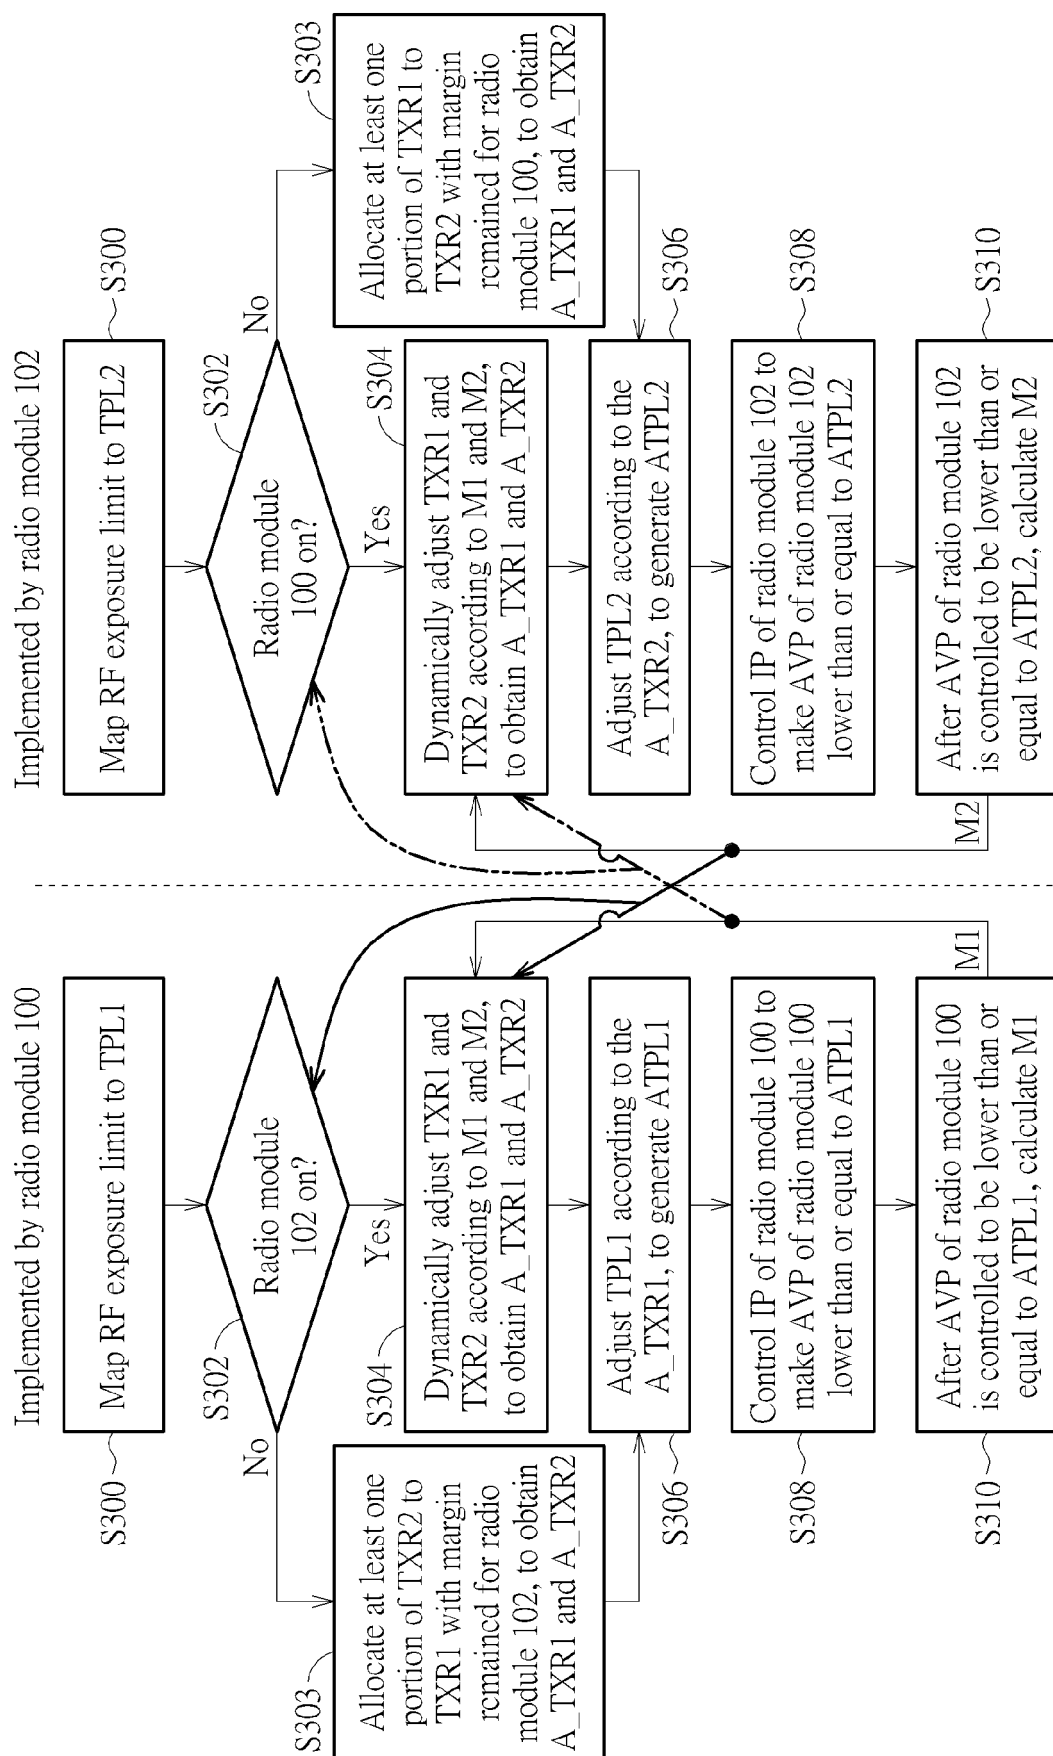 Implemented by radio module 100
S300
Map RF exposure limit to TPL1
S302
Radio module
102 on?
No
Yes
S303
Allocate at least one
portion of TXR2 to
TXR1 with margin
remained for radio
module 102, to obtain
A_TXR1 and A_TXR2
S304
Dynamically adjust TXR1 and
TXR2 according to M1 and M2,
to obtain A_TXR1 and A_TXR2
S306
Adjust TPL1 according to the
A_TXR1, to generate ATPL1
S308
Control IP of radio module 100 to
make AVP of radio module 100
lower than or equal to ATPL1
S310
After AVP of radio module 100
is controlled to be lower than or
equal to ATPL1, calculate M1
M1
Implemented by radio module 102
S300
Map RF exposure limit to TPL2
S302
Radio module
100 on?
No
Yes
S303
Allocate at least one
portion of TXR1 to
TXR2 with margin
remained for radio
module 100, to obtain
A_TXR1 and A_TXR2
S304
Dynamically adjust TXR1 and
TXR2 according to M1 and M2,
to obtain A_TXR1 and A_TXR2
S306
Adjust TPL2 according to the
A_TXR2, to generate ATPL2
S308
Control IP of radio module 102 to
make AVP of radio module 102
lower than or equal to ATPL2
S310
After AVP of radio module 102
is controlled to be lower than or
equal to ATPL2, calculate M2
M2